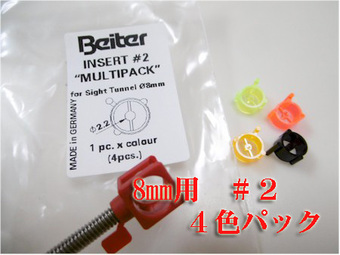 Beiter
INSERT #2
"MULTIPACK"
for Sight Tunnel Ø8mm
2.2
1 pc. x colour
(4pcs.)
MADE in GERMANY
8mm用 #2
4色パック